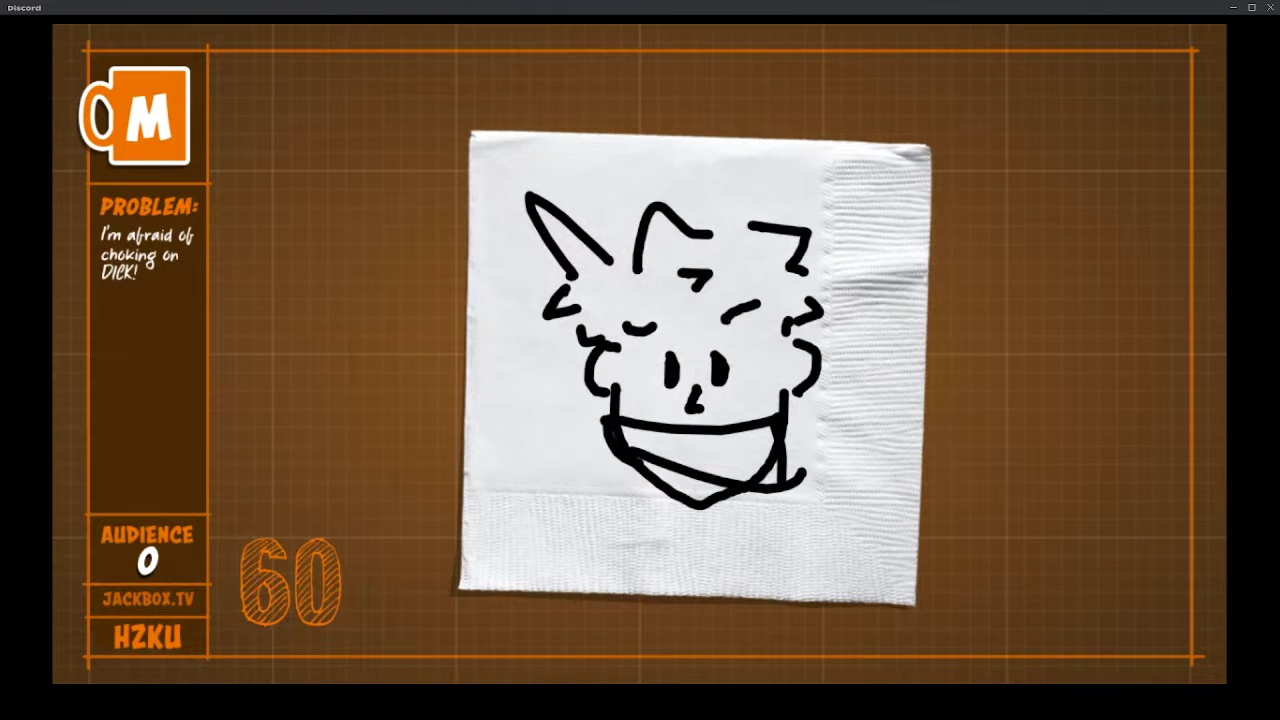 Discord
M
PROBLEM:
I'm afraid of
choking on
DICK!
AUDIENCE
0
JACKBOX.TV
HZKU
60